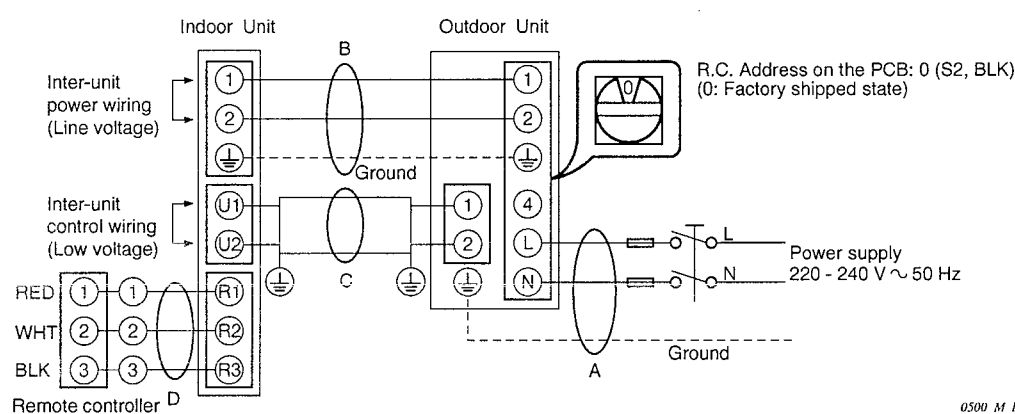 Indoor Unit
Outdoor Unit
B
1
1
2
2
Inter-unit
power wiring
(Line voltage)
R.C. Address on the PCB: 0 (S2, BLK)
(0: Factory shipped state)
0
Ground
Inter-unit
control wiring
(Low voltage)
U1
U2
1
2
4
L
N
C
L
N
Power supply
220 - 240 V ∿ 50 Hz
RED 1 1 R1
WHT 2 2 R2
BLK 3 3 R3
Ground
A
Remote controller
D
0500 M